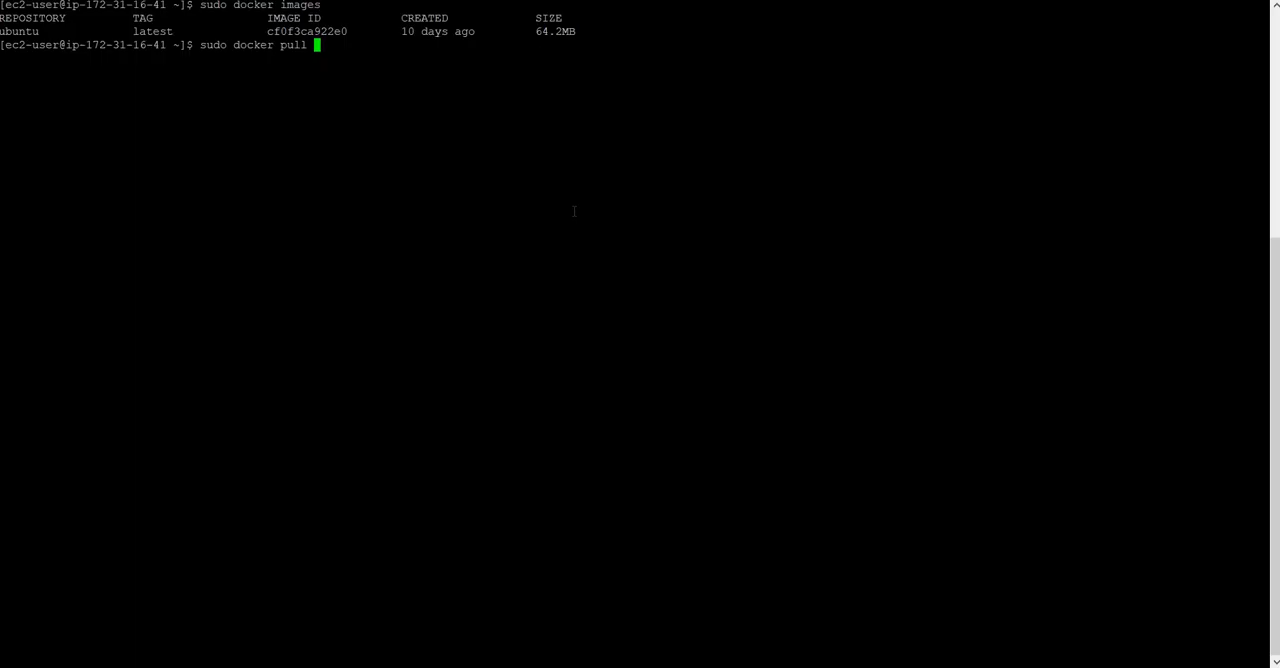 [ec2-user@ip-172-31-16-41 ~]$ sudo docker images
REPOSITORY TAG IMAGE ID CREATED SIZE
ubuntu latest cf0f3ca922e0 10 days ago 64.2MB
[ec2-user@ip-172-31-16-41 ~]$ sudo docker pull